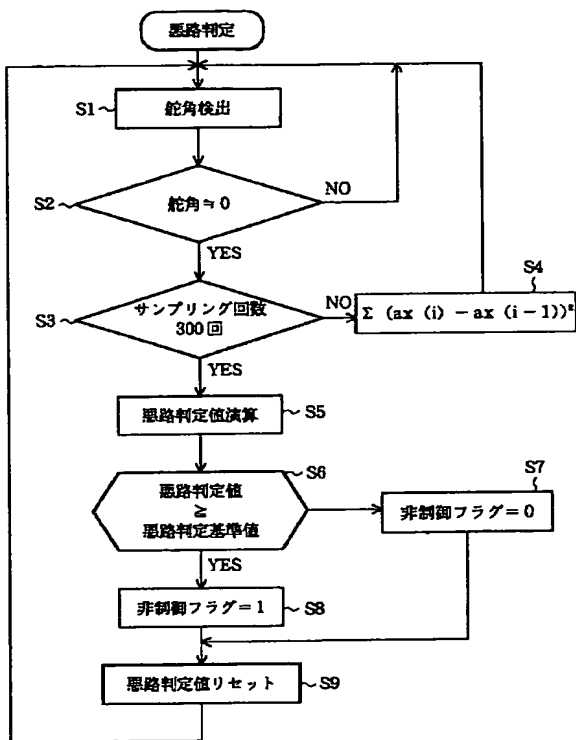 悪路判定
S1
舵角検出
S2
舵角≒0
NO
YES
S3
サンプリング回数
300回
NO
S4
Σ (ax (i) - ax (i-1))²
YES
悪路判定値演算
S5
S6
悪路判定値
≧
悪路判定基準値
S7
非制御フラグ=0
YES
非制御フラグ=1
S8
悪路判定値リセット
S9